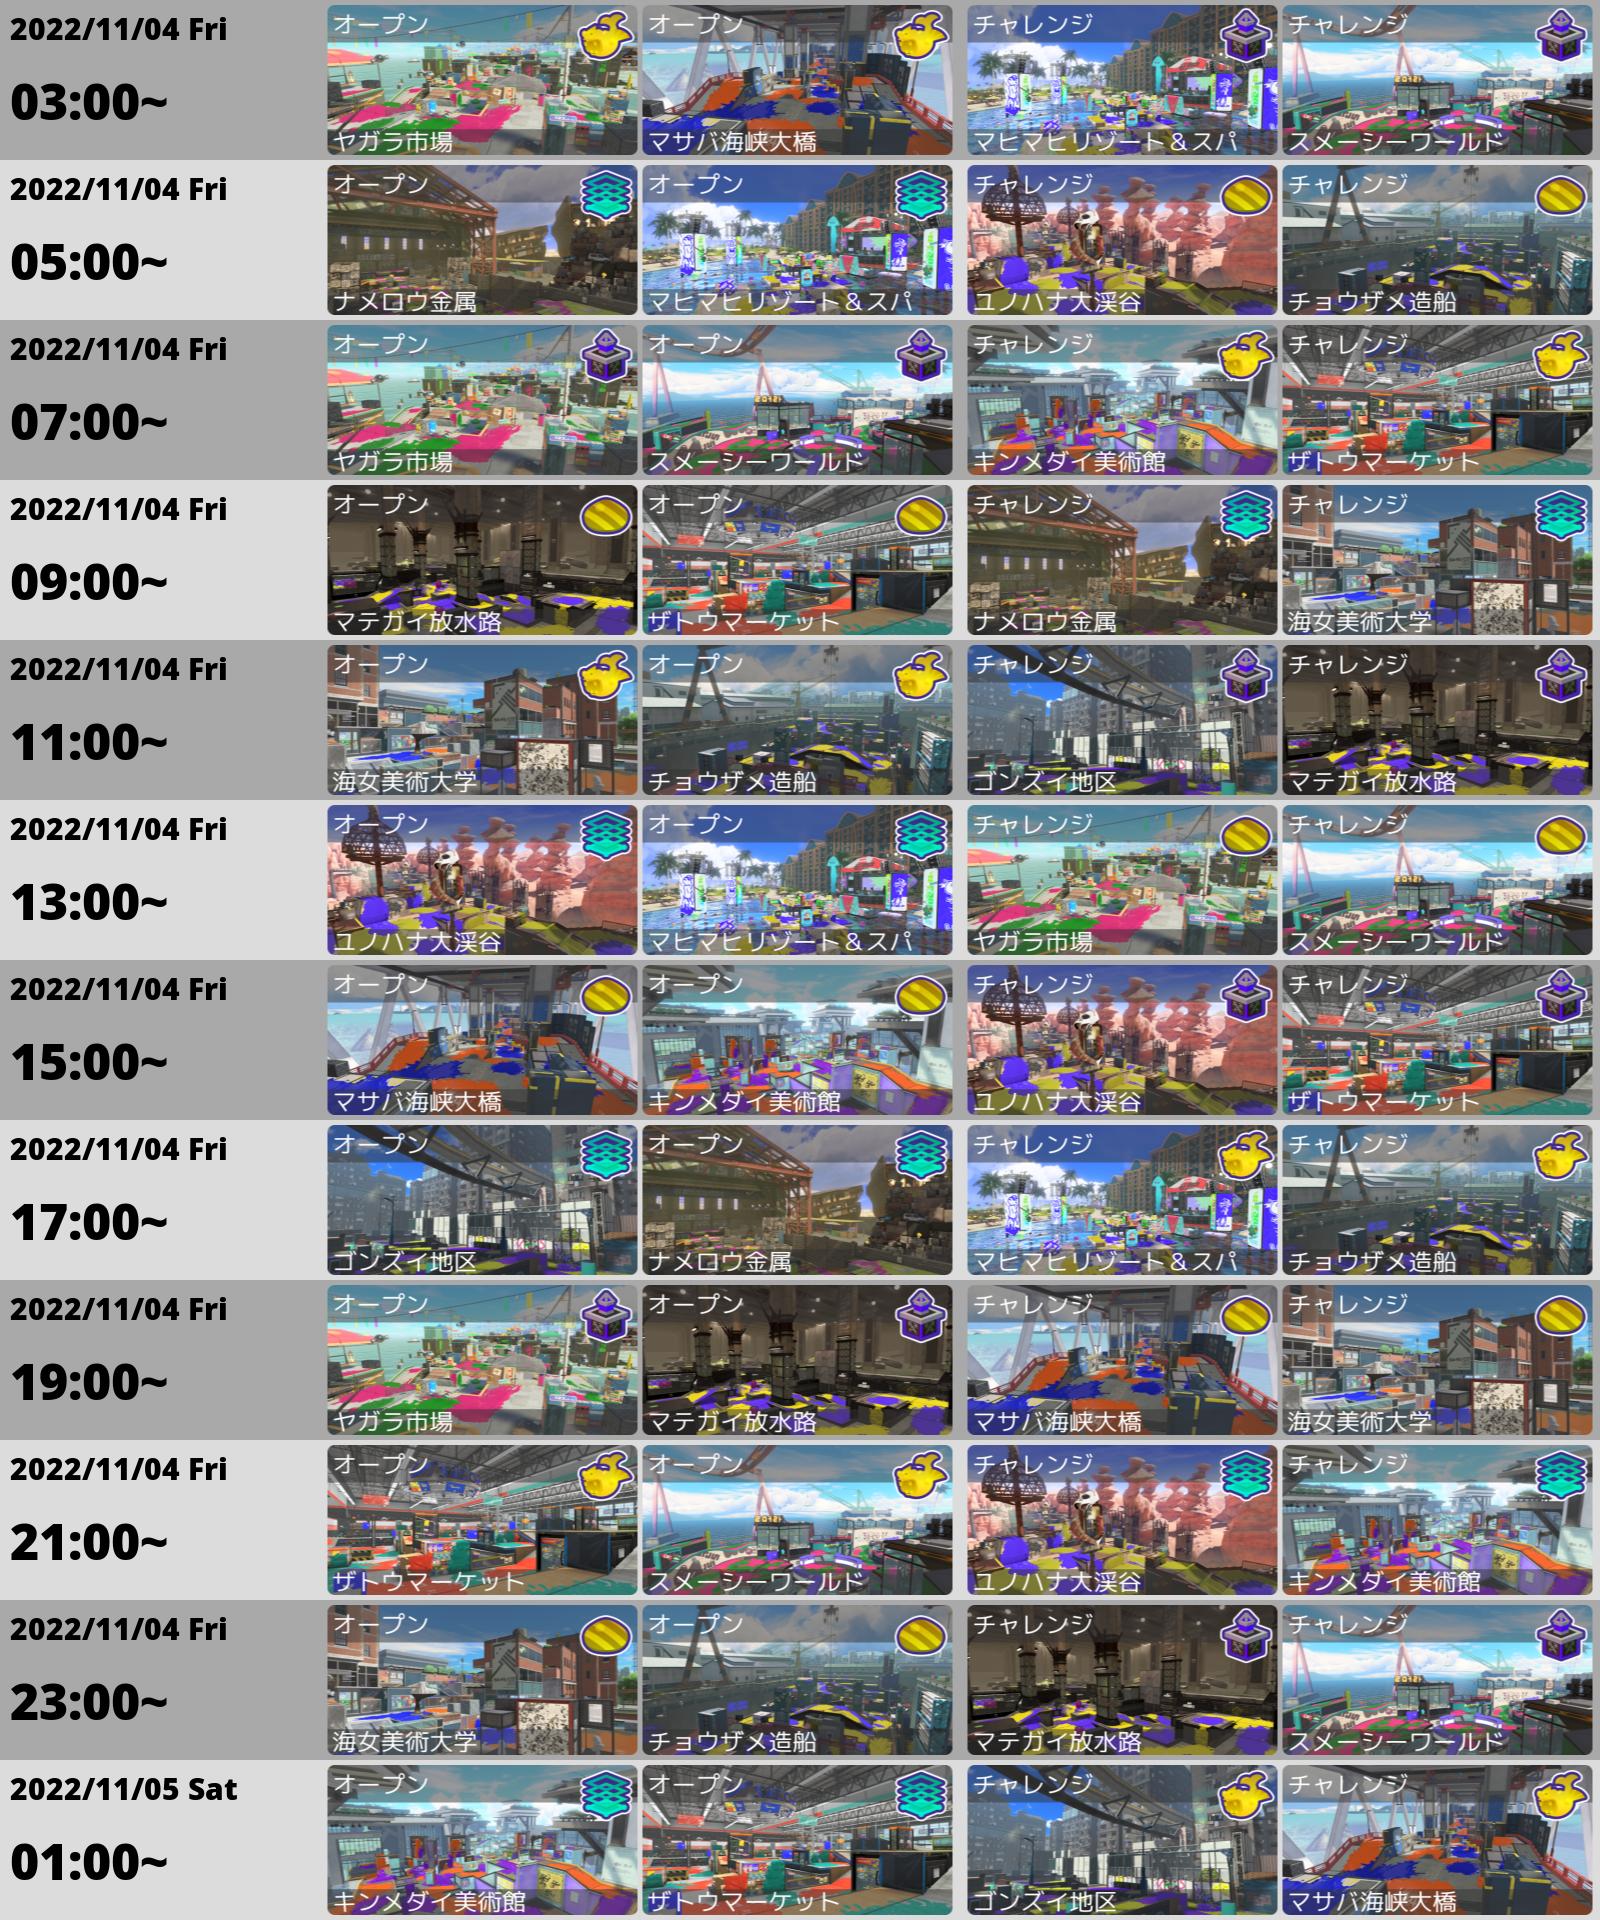 2022/11/04 Fri
03:00~
オープン
ヤガラ市場
オープン
マサバ海峡大橋
チャレンジ
マヒマヒリゾート＆スパ
チャレンジ
スメーシーワールド
2022/11/04 Fri
05:00~
オープン
ナメロウ金属
オープン
マヒマヒリゾート＆スパ
チャレンジ
ユノハナ大渓谷
チャレンジ
チョウザメ造船
2022/11/04 Fri
07:00~
オープン
ヤガラ市場
オープン
スメーシーワールド
チャレンジ
キンメダイ美術館
チャレンジ
ザトウマーケット
2022/11/04 Fri
09:00~
オープン
マテガイ放水路
オープン
ザトウマーケット
チャレンジ
ナメロウ金属
チャレンジ
海女美術大学
2022/11/04 Fri
11:00~
オープン
海女美術大学
オープン
チョウザメ造船
チャレンジ
ゴンズイ地区
チャレンジ
マテガイ放水路
2022/11/04 Fri
13:00~
オープン
ユノハナ大渓谷
オープン
マヒマヒリゾート＆スパ
チャレンジ
ヤガラ市場
チャレンジ
スメーシーワールド
2022/11/04 Fri
15:00~
オープン
マサバ海峡大橋
オープン
キンメダイ美術館
チャレンジ
ユノハナ大渓谷
チャレンジ
ザトウマーケット
2022/11/04 Fri
17:00~
オープン
ゴンズイ地区
オープン
ナメロウ金属
チャレンジ
マヒマヒリゾート＆スパ
チャレンジ
チョウザメ造船
2022/11/04 Fri
19:00~
オープン
ヤガラ市場
オープン
マテガイ放水路
チャレンジ
マサバ海峡大橋
チャレンジ
海女美術大学
2022/11/04 Fri
21:00~
オープン
ザトウマーケット
オープン
スメーシーワールド
チャレンジ
ユノハナ大渓谷
チャレンジ
キンメダイ美術館
2022/11/04 Fri
23:00~
オープン
海女美術大学
オープン
チョウザメ造船
チャレンジ
マテガイ放水路
チャレンジ
スメーシーワールド
2022/11/05 Sat
01:00~
オープン
キンメダイ美術館
オープン
ザトウマーケット
チャレンジ
ゴンズイ地区
チャレンジ
マサバ海峡大橋